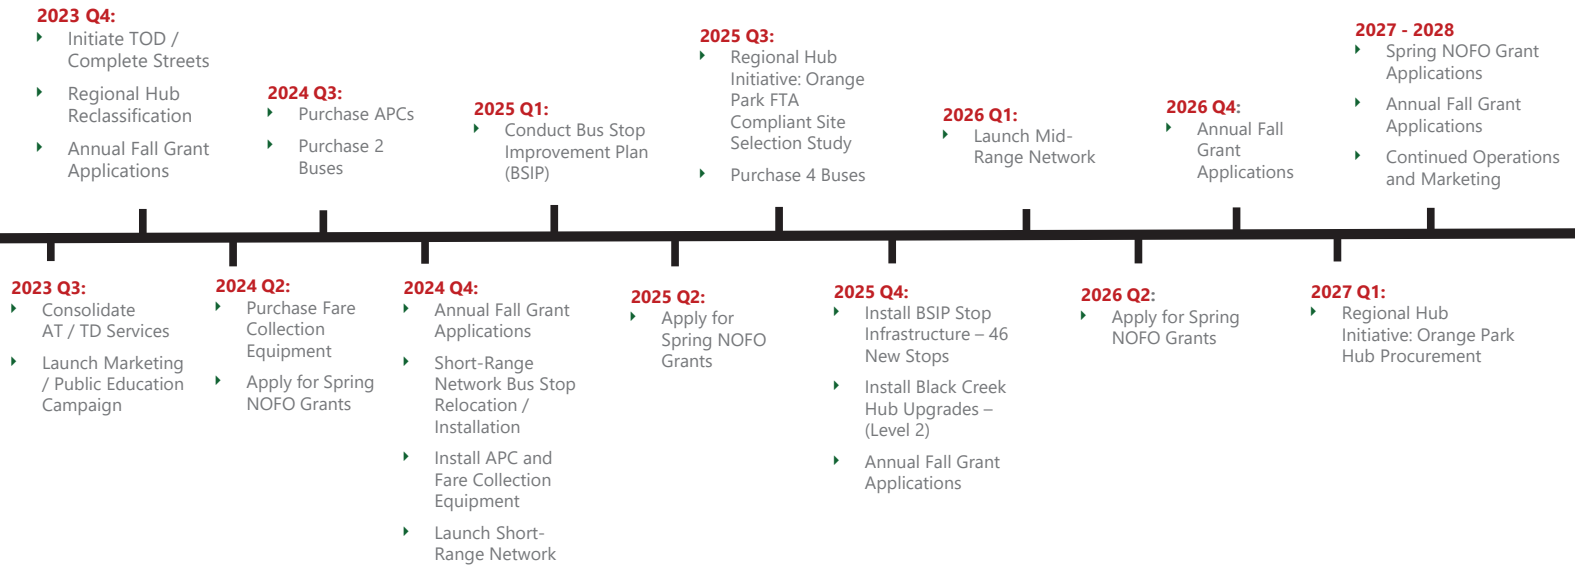 2023 Q4:
Initiate TOD /
Complete Streets
Regional Hub
Reclassification
Annual Fall Grant
Applications
2024 Q3:
Purchase APCs
Purchase 2
Buses
2025 Q1:
Conduct Bus Stop
Improvement Plan
(BSIP)
2025 Q3:
Regional Hub
Initiative: Orange
Park FTA
Compliant Site
Selection Study
Purchase 4 Buses
2026 Q1:
Launch Mid-
Range Network
2026 Q4:
Annual Fall
Grant
Applications
2027 - 2028
Spring NOFO Grant
Applications
Annual Fall Grant
Applications
Continued Operations
and Marketing
2023 Q3:
Consolidate
AT / TD Services
Launch Marketing
/ Public Education
Campaign
2024 Q2:
Purchase Fare
Collection
Equipment
Apply for Spring
NOFO Grants
2024 Q4:
Annual Fall Grant
Applications
Short-Range
Network Bus Stop
Relocation /
Installation
Install APC and
Fare Collection
Equipment
Launch Short-
Range Network
2025 Q2:
Apply for
Spring NOFO
Grants
2025 Q4:
Install BSIP Stop
Infrastructure – 46
New Stops
Install Black Creek
Hub Upgrades –
(Level 2)
Annual Fall Grant
Applications
2026 Q2:
Apply for Spring
NOFO Grants
2027 Q1:
Regional Hub
Initiative: Orange Park
Hub Procurement